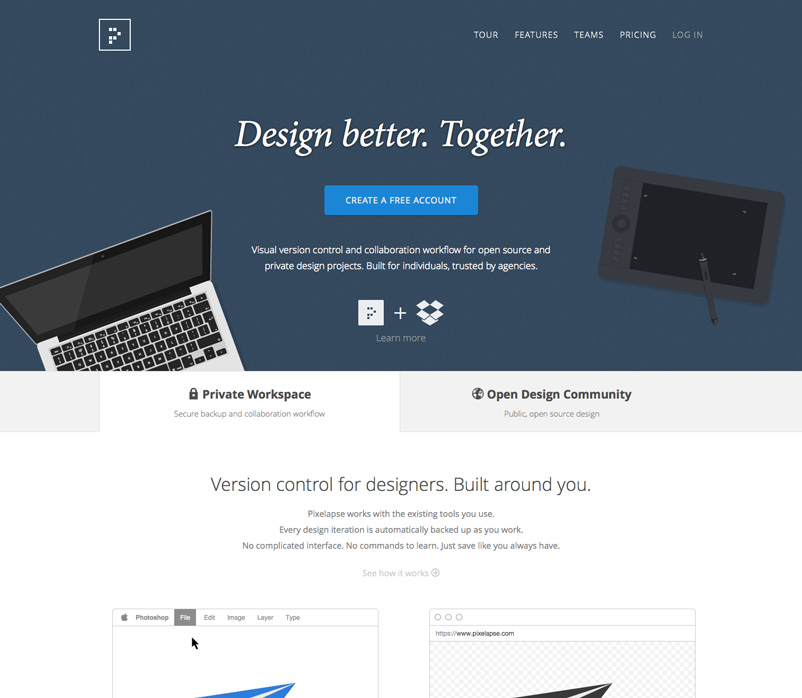 TOUR FEATURES TEAMS PRICING LOG IN
Design better. Together.
CREATE A FREE ACCOUNT
Visual version control and collaboration workflow for open source and
private design projects. Built for individuals, trusted by agencies.
+
Learn more
Private Workspace
Secure backup and collaboration workflow
Open Design Community
Public, open source design
Version control for designers. Built around you.
Pixelapse works with the existing tools you use.
Every design iteration is automatically backed up as you work.
No complicated interface. No commands to learn. Just save like you always have.
See how it works
Photoshop File Edit Image Layer Type
https://www.pixelapse.com